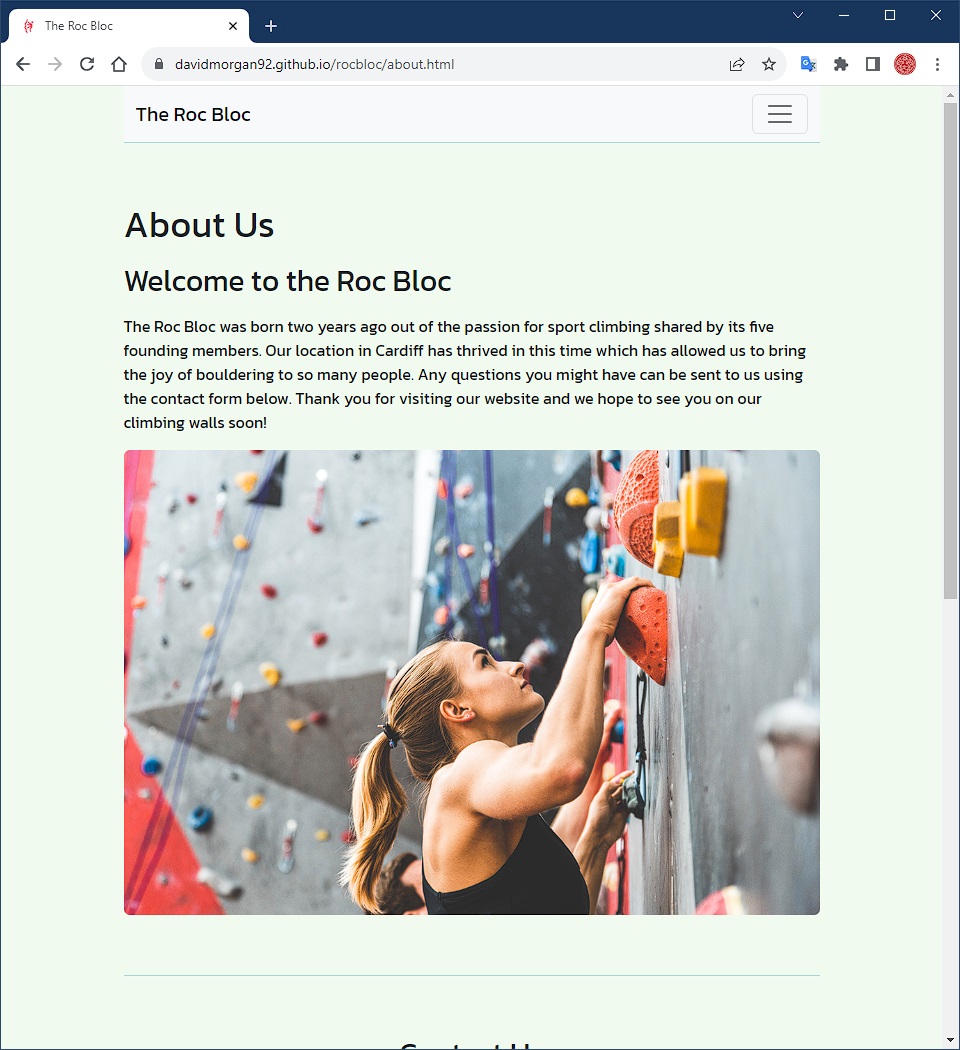 The Roc Bloc
davidmorgan92.github.io/rocbloc/about.html
The Roc Bloc
About Us
Welcome to the Roc Bloc
The Roc Bloc was born two years ago out of the passion for sport climbing shared by its five
founding members. Our location in Cardiff has thrived in this time which has allowed us to bring
the joy of bouldering to so many people. Any questions you might have can be sent to us using
the contact form below. Thank you for visiting our website and we hope to see you on our
climbing walls soon!